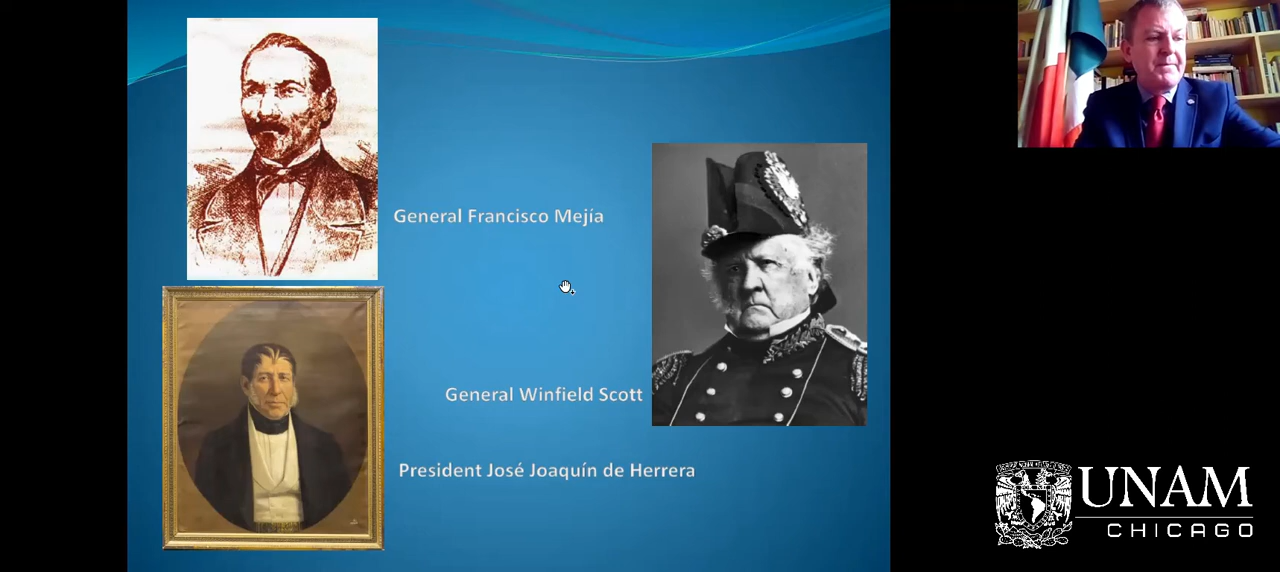 General Francisco Mejía
General Winfield Scott
President José Joaquín de Herrera
UNAM
CHICAGO